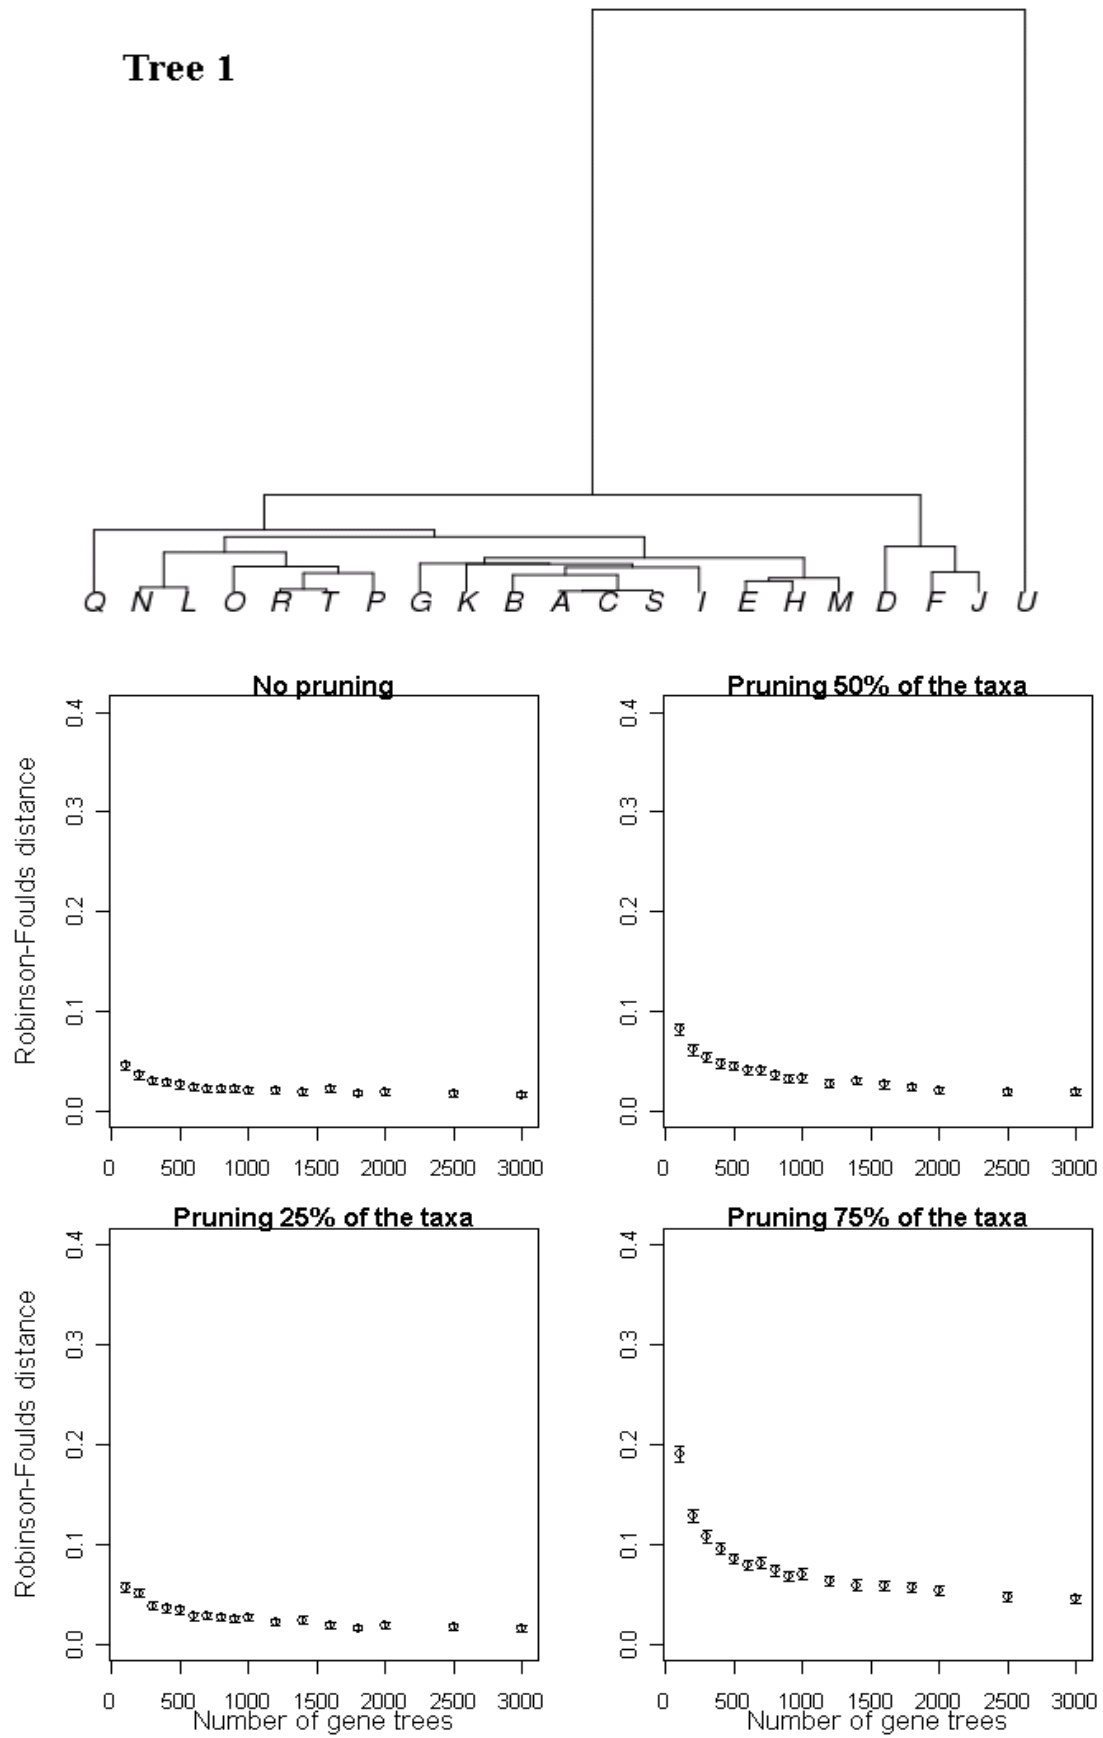 Tree 1
Q N L O R T P G K B A C S I E H M D F J U
No pruning
Robinson-Foulds distance
0.4
0.3
0.2
0.1
0.0
0 500 1000 1500 2000 2500 3000
Pruning 50% of the taxa
0.4
0.3
0.2
0.1
0.0
0 500 1000 1500 2000 2500 3000
Pruning 25% of the taxa
Robinson-Foulds distance
0.4
0.3
0.2
0.1
0.0
0 500 1000 1500 2000 2500 3000
Number of gene trees
Pruning 75% of the taxa
0.4
0.3
0.2
0.1
0.0
0 500 1000 1500 2000 2500 3000
Number of gene trees